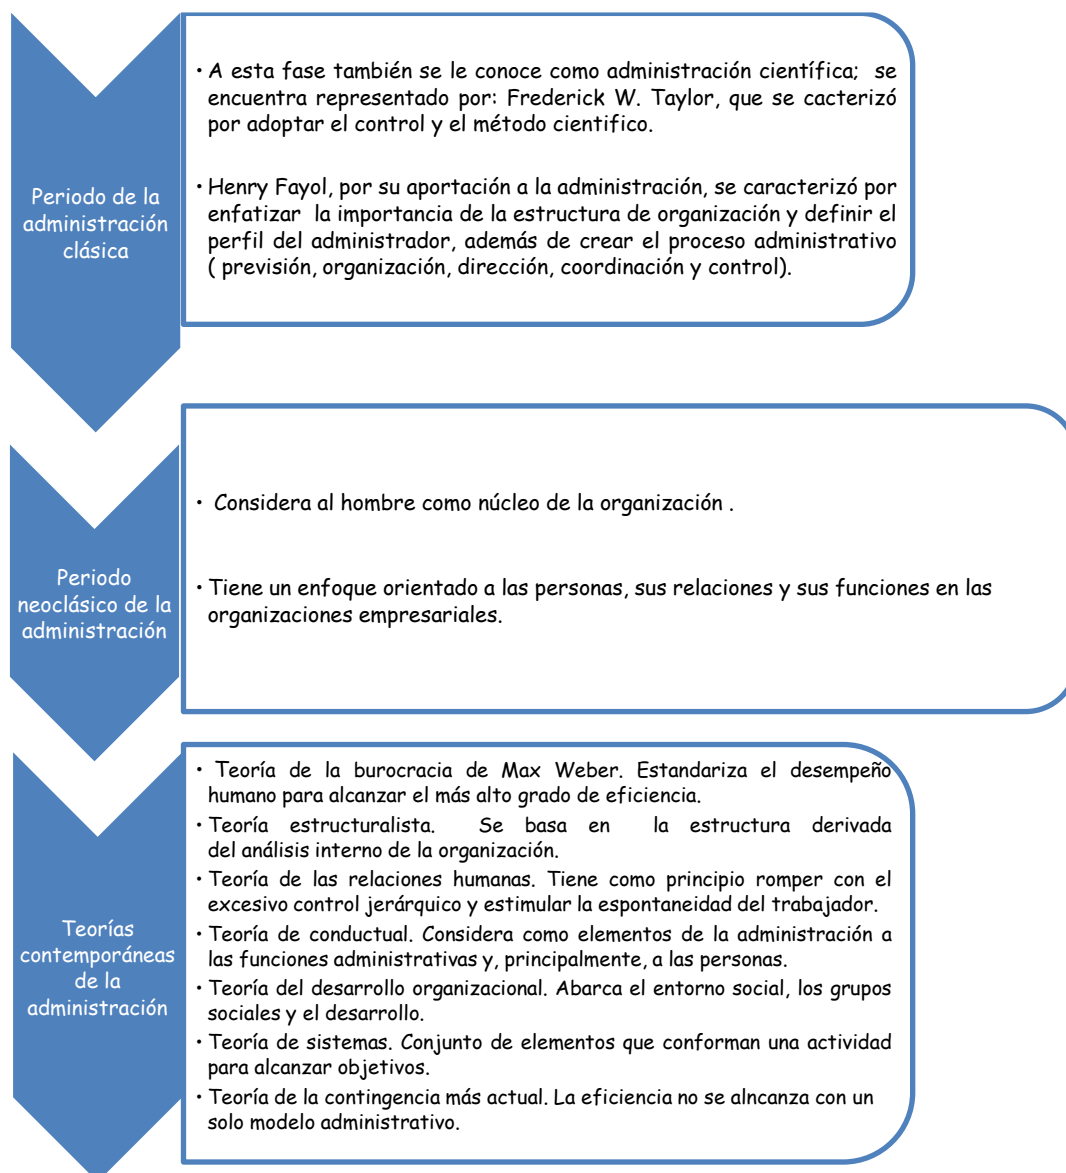 Periodo de la
administración
clásica
• A esta fase también se le conoce como administración científica; se
encuentra representado por: Frederick W. Taylor, que se cacterizó
por adoptar el control y el método cientifico.
• Henry Fayol, por su aportación a la administración, se caracterizó por
enfatizar la importancia de la estructura de organización y definir el
perfil del administrador, además de crear el proceso administrativo
( previsión, organización, dirección, coordinación y control).
Periodo
neoclásico de la
administración
• Considera al hombre como núcleo de la organización .
• Tiene un enfoque orientado a las personas, sus relaciones y sus funciones en las
organizaciones empresariales.
Teorías
contemporáneas
de la
administración
• Teoría de la burocracia de Max Weber. Estandariza el desempeño
humano para alcanzar el más alto grado de eficiencia.
• Teoría estructuralista. Se basa en la estructura derivada
del análisis interno de la organización.
• Teoría de las relaciones humanas. Tiene como principio romper con el
excesivo control jerárquico y estimular la espontaneidad del trabajador.
• Teoría de conductual. Considera como elementos de la administración a
las funciones administrativas y, principalmente, a las personas.
• Teoría del desarrollo organizacional. Abarca el entorno social, los grupos
sociales y el desarrollo.
• Teoría de sistemas. Conjunto de elementos que conforman una actividad
para alcanzar objetivos.
• Teoría de la contingencia más actual. La eficiencia no se alncanza con un
solo modelo administrativo.